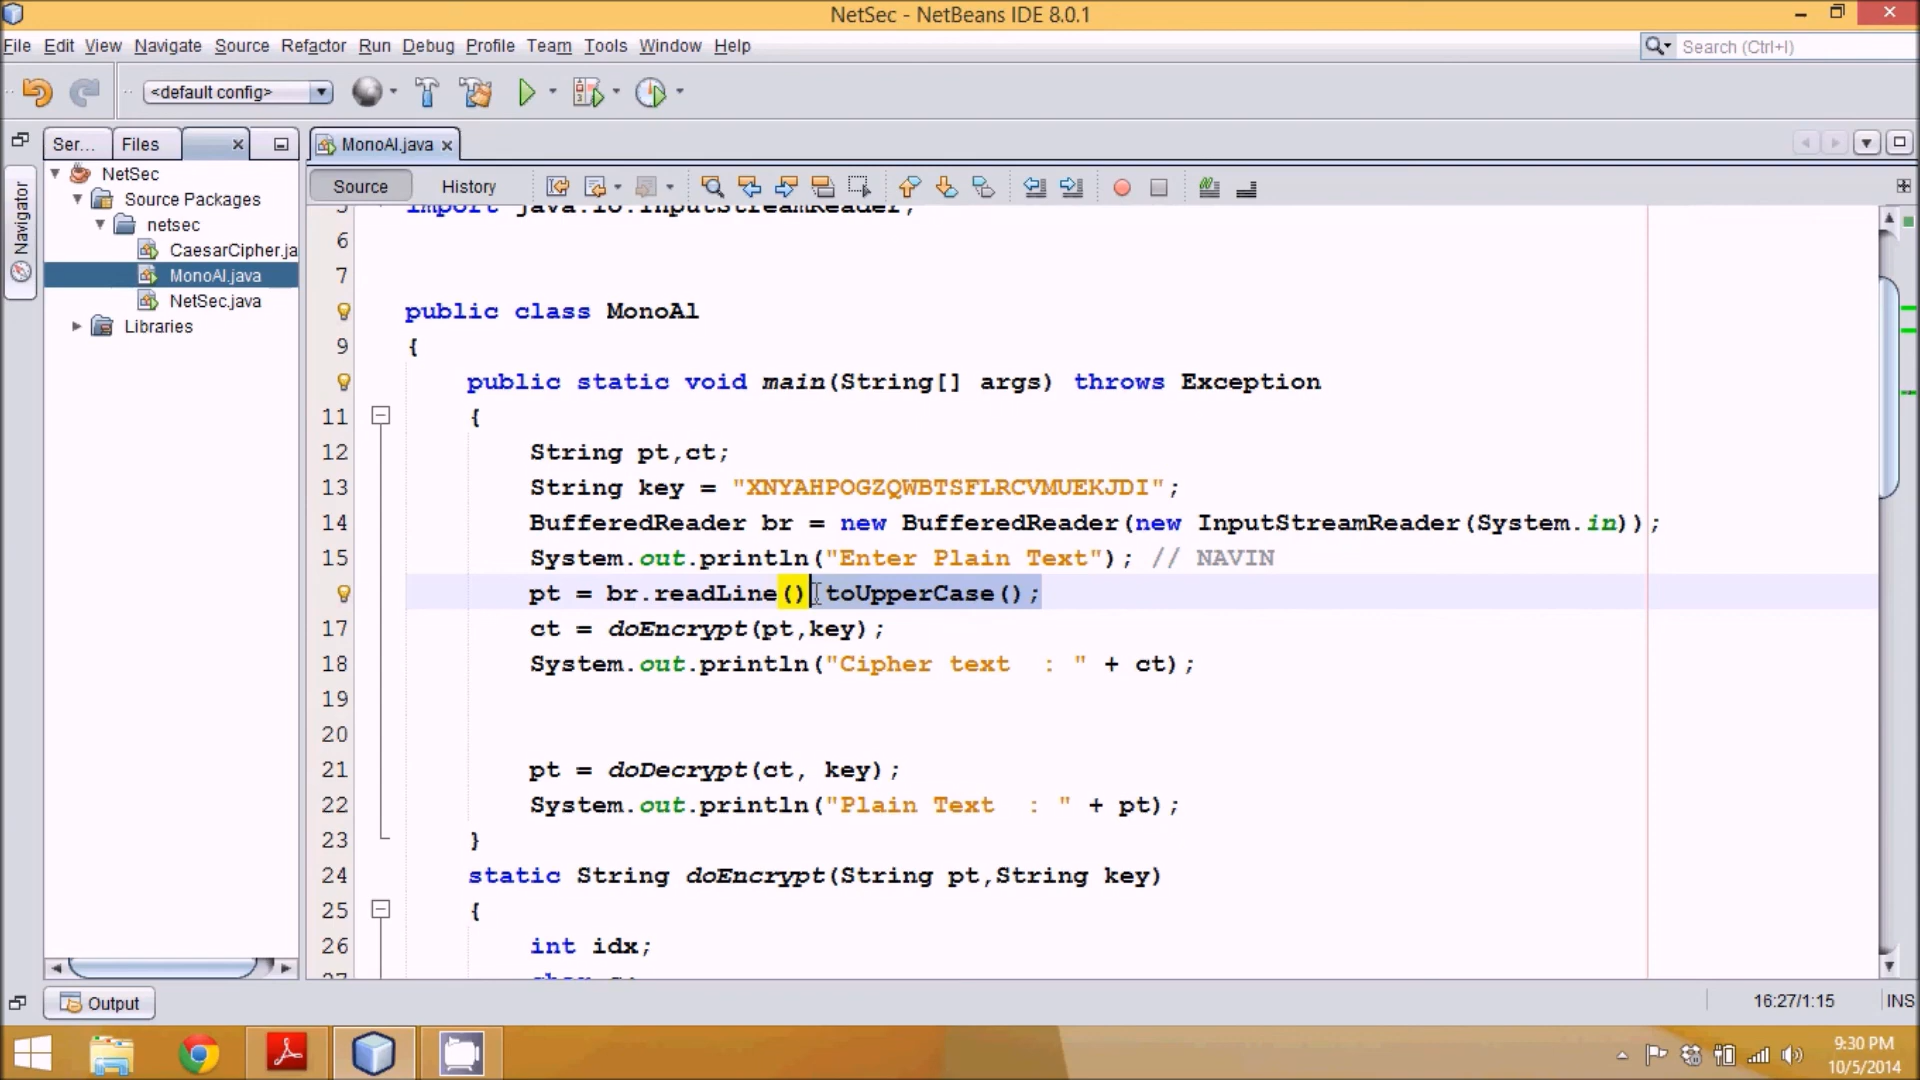 NetSec - NetBeans IDE 8.0.1
File Edit View Navigate Source Refactor Run Debug Profile Team Tools Window Help
Search (Ctrl+I)
<default config>
Ser... Files
MonoAl.java
Navigator
NetSec
Source Packages
netsec
CaesarCipher.ja
MonoAl.java
NetSec.java
Libraries
Source History
5 import java.io.InputStreamReader;
6
7
public class MonoAl
9 {
public static void main(String[] args) throws Exception
11 {
12 String pt,ct;
13 String key = "XNYAHPOGZQWBTSFLRCVMUEKJDI";
14 BufferedReader br = new BufferedReader(new InputStreamReader(System.in));
15 System.out.println("Enter Plain Text"); // NAVIN
pt = br.readLine().toUpperCase();
17 ct = doEncrypt(pt,key);
18 System.out.println("Cipher text : " + ct);
19
20
21 pt = doDecrypt(ct, key);
22 System.out.println("Plain Text : " + pt);
23 }
24 static String doEncrypt(String pt,String key)
25 {
26 int idx;
27 char
Output
16:27/1:15 INS
9:30 PM
10/5/2014